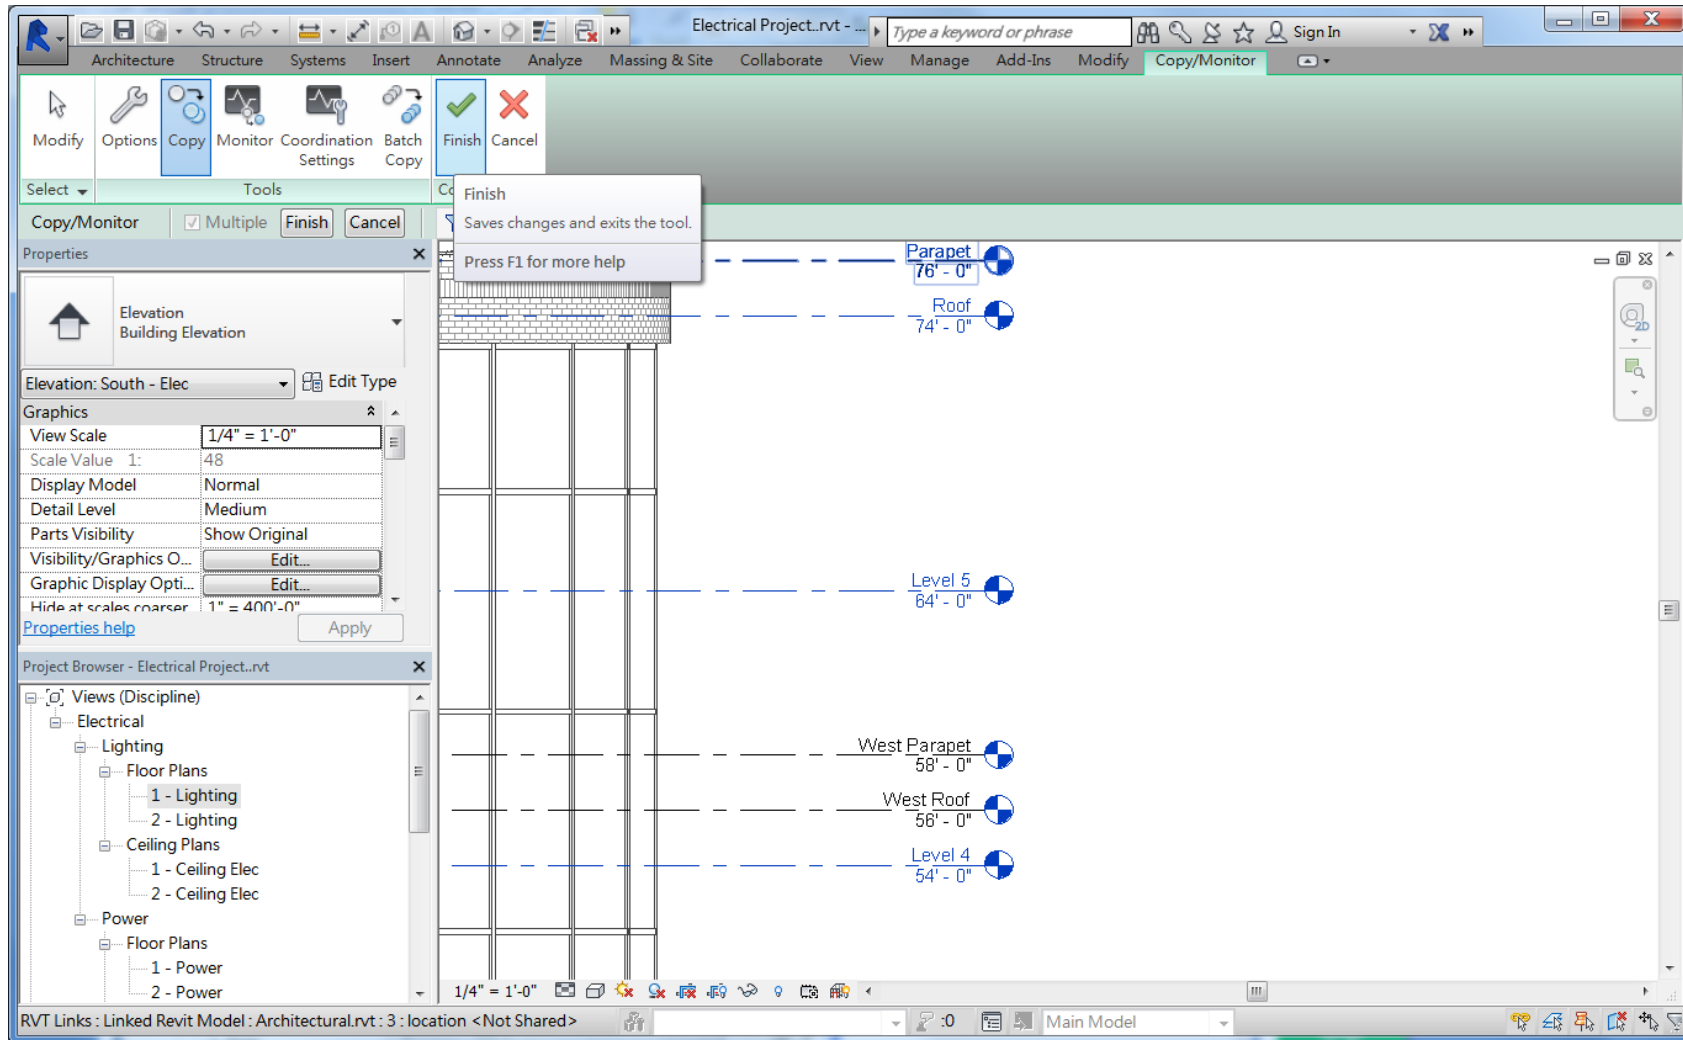 Electrical Project..rvt - ...
Type a keyword or phrase
Sign In
Architecture Structure Systems Insert Annotate Analyze Massing & Site Collaborate View Manage Add-Ins Modify Copy/Monitor
Modify Options Copy Monitor Coordination Settings Batch Copy Finish Cancel
Select Tools
Copy/Monitor Multiple Finish Cancel
Finish
Saves changes and exits the tool.
Press F1 for more help
Properties
Elevation
Building Elevation
Elevation: South - Elec Edit Type
Graphics
View Scale 1/4" = 1'-0"
Scale Value 1: 48
Display Model Normal
Detail Level Medium
Parts Visibility Show Original
Visibility/Graphics O... Edit...
Graphic Display Opti... Edit...
Hide at scales coarser 1" = 400'-0"
Properties help Apply
Project Browser - Electrical Project..rvt
Views (Discipline)
Electrical
Lighting
Floor Plans
1 - Lighting
2 - Lighting
Ceiling Plans
1 - Ceiling Elec
2 - Ceiling Elec
Power
Floor Plans
1 - Power
2 - Power
Parapet
76' - 0"
Roof
74' - 0"
2D
Level 5
64' - 0"
West Parapet
58' - 0"
West Roof
56' - 0"
Level 4
54' - 0"
1/4" = 1'-0"
RVT Links : Linked Revit Model : Architectural.rvt : 3 : location <Not Shared>
:0
Main Model